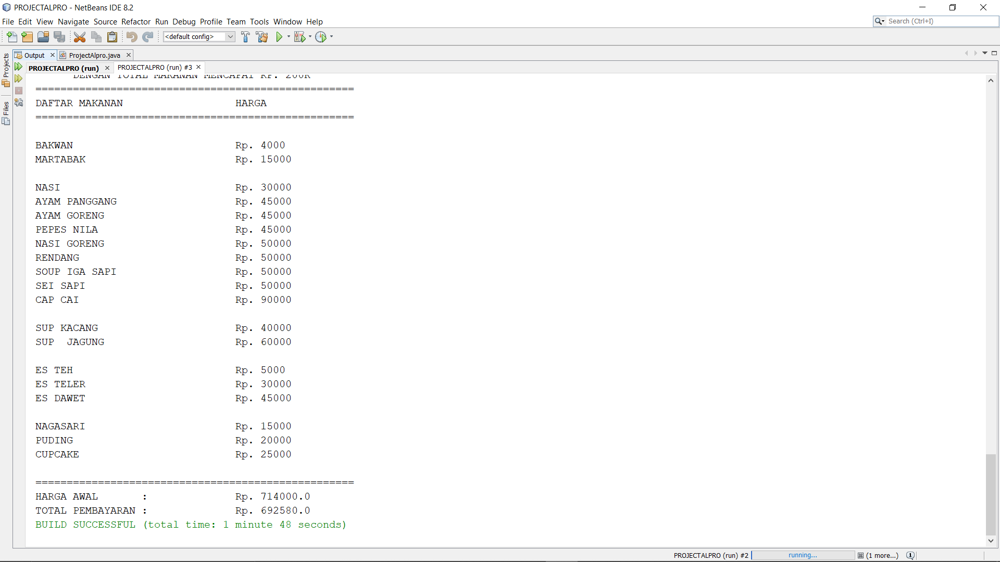 PROJECTALPRO - NetBeans IDE 8.2
File Edit View Navigate Source Refactor Run Debug Profile Team Tools Window Help
Search (Ctrl+I)
<default config>
Output
ProjectAlpro.java
Projects
Files
PROJECTALPRO (run)
PROJECTALPRO (run) #3
DENGAN TOTAL MAKANAN MENCAPAI RP. 200K
===================================================
DAFTAR MAKANAN HARGA
===================================================
BAKWAN Rp. 4000
MARTABAK Rp. 15000
NASI Rp. 30000
AYAM PANGGANG Rp. 45000
AYAM GORENG Rp. 45000
PEPES NILA Rp. 45000
NASI GORENG Rp. 50000
RENDANG Rp. 50000
SOUP IGA SAPI Rp. 50000
SEI SAPI Rp. 50000
CAP CAI Rp. 90000
SUP KACANG Rp. 40000
SUP  JAGUNG Rp. 60000
ES TEH Rp. 5000
ES TELER Rp. 30000
ES DAWET Rp. 45000
NAGASARI Rp. 15000
PUDING Rp. 20000
CUPCAKE Rp. 25000
===================================================
HARGA AWAL : Rp. 714000.0
TOTAL PEMBAYARAN : Rp. 692580.0
BUILD SUCCESSFUL (total time: 1 minute 48 seconds)
PROJECTALPRO (run) #2 running... (1 more...)